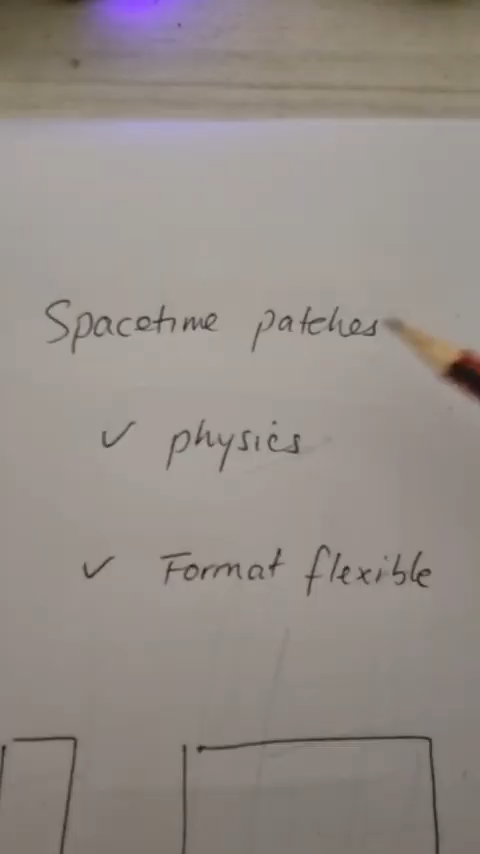 Spacetime patches
✓ physics
✓ Format flexible